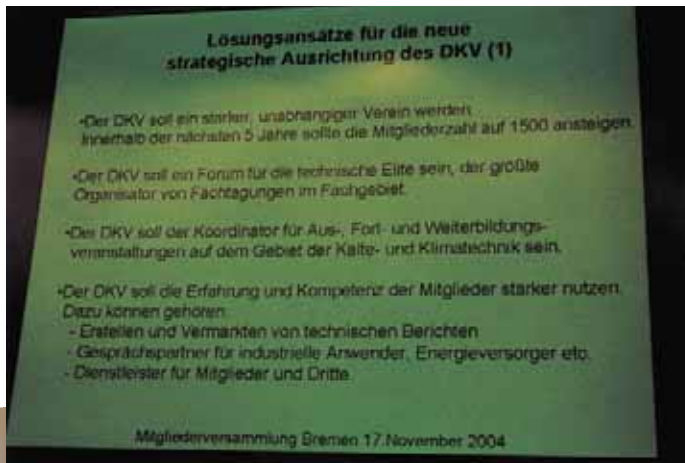 Lösungsansätze für die neue
strategische Ausrichtung des DKV (1)
•Der DKV soll ein starker, unabhängiger Verein werden.
Innerhalb der nächsten 5 Jahre sollte die Mitgliederzahl auf 1500 ansteigen.
•Der DKV soll ein Forum für die technische Elite sein, der größte
Organisator von Fachtagungen im Fachgebiet.
•Der DKV soll der Koordinator für Aus-, Fort- und Weiterbildungs-
veranstaltungen auf dem Gebiet der Kälte- und Klimatechnik sein.
•Der DKV soll die Erfahrung und Kompetenz der Mitglieder stärker nutzen.
Dazu können gehören:
- Erstellen und Vermarkten von technischen Berichten
- Gesprächspartner für industrielle Anwender, Energieversorger etc.
- Dienstleister für Mitglieder und Dritte.
Mitgliederversammlung Bremen 17.November 2004